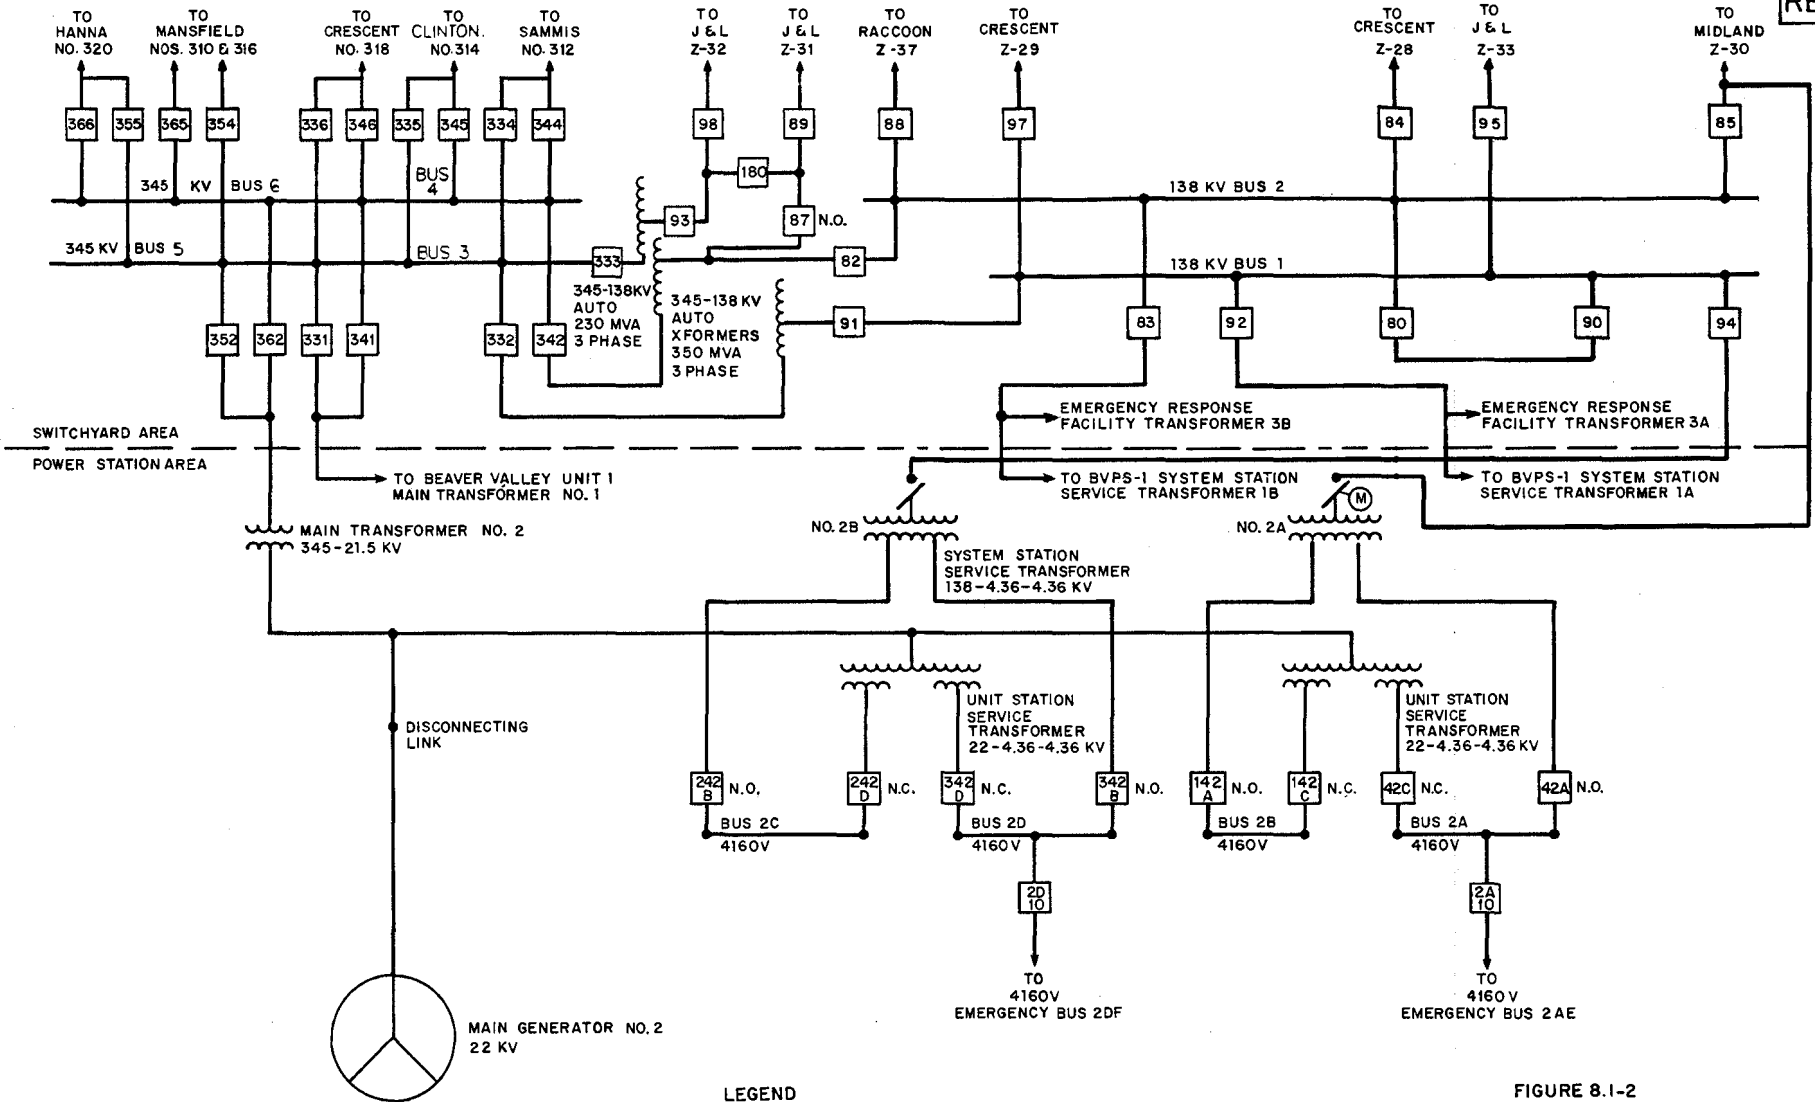 TO
HANNA
NO. 320
TO
MANSFIELD
NOS. 310 & 316
TO
CRESCENT
NO. 318
TO
CLINTON.
NO. 314
TO
SAMMIS
NO. 312
TO
J & L
Z-32
TO
J & L
Z-31
TO
RACCOON
Z-37
TO
CRESCENT
Z-29
TO
CRESCENT
Z-28
TO
J & L
Z-33
TO
MIDLAND
Z-30
366
355
365
354
336
346
335
345
334
344
98
89
88
97
84
95
85
180
345 KV BUS 6
BUS
4
93
87
N.O.
138 KV BUS 2
345 KV BUS 5
BUS 3
333
82
138 KV BUS 1
345-138KV
AUTO
230 MVA
3 PHASE
345-138 KV
AUTO
XFORMERS
350 MVA
3 PHASE
352
362
331
341
332
342
91
83
92
80
90
94
EMERGENCY RESPONSE
FACILITY TRANSFORMER 3B
EMERGENCY RESPONSE
FACILITY TRANSFORMER 3A
SWITCHYARD AREA
POWER STATION AREA
TO BEAVER VALLEY UNIT 1
MAIN TRANSFORMER NO. 1
TO BVPS-1 SYSTEM STATION
SERVICE TRANSFORMER 1B
TO BVPS-1 SYSTEM STATION
SERVICE TRANSFORMER 1A
M
MAIN TRANSFORMER NO. 2
345-21.5 KV
NO. 2B
NO. 2A
SYSTEM STATION
SERVICE TRANSFORMER
138-4.36-4.36 KV
DISCONNECTING
LINK
UNIT STATION
SERVICE
TRANSFORMER
22-4.36-4.36 KV
UNIT STATION
SERVICE
TRANSFORMER
22-4.36-4.36 KV
242
B
N.O.
242
D
N.C.
342
D
N.C.
342
B
N.O.
142
A
N.O.
142
C
N.C.
42C
N.C.
42A
N.O.
BUS 2C
4160V
BUS 2D
4160V
BUS 2B
4160V
BUS 2A
4160V
2D
10
2A
10
TO
4160V
EMERGENCY BUS 2DF
TO
4160V
EMERGENCY BUS 2AE
MAIN GENERATOR NO. 2
22 KV
LEGEND
FIGURE 8.1-2